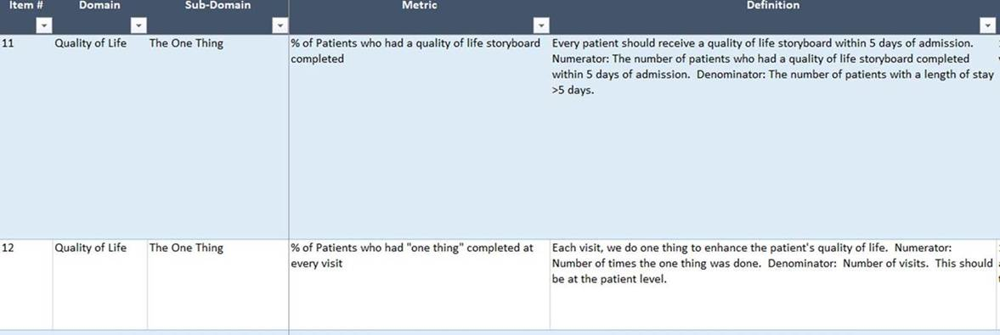 Item # Domain Sub-Domain Metric Definition
11 Quality of Life The One Thing % of Patients who had a quality of life storyboard Every patient should receive a quality of life storyboard within 5 days of admission.
completed Numerator: The number of patients who had a quality of life storyboard completed
within 5 days of admission.  Denominator: The number of patients with a length of stay
>5 days.
12 Quality of Life The One Thing % of Patients who had "one thing" completed at Each visit, we do one thing to enhance the patient's quality of life.  Numerator:
every visit Number of times the one thing was done.  Denominator:  Number of visits.  This should
be at the patient level.